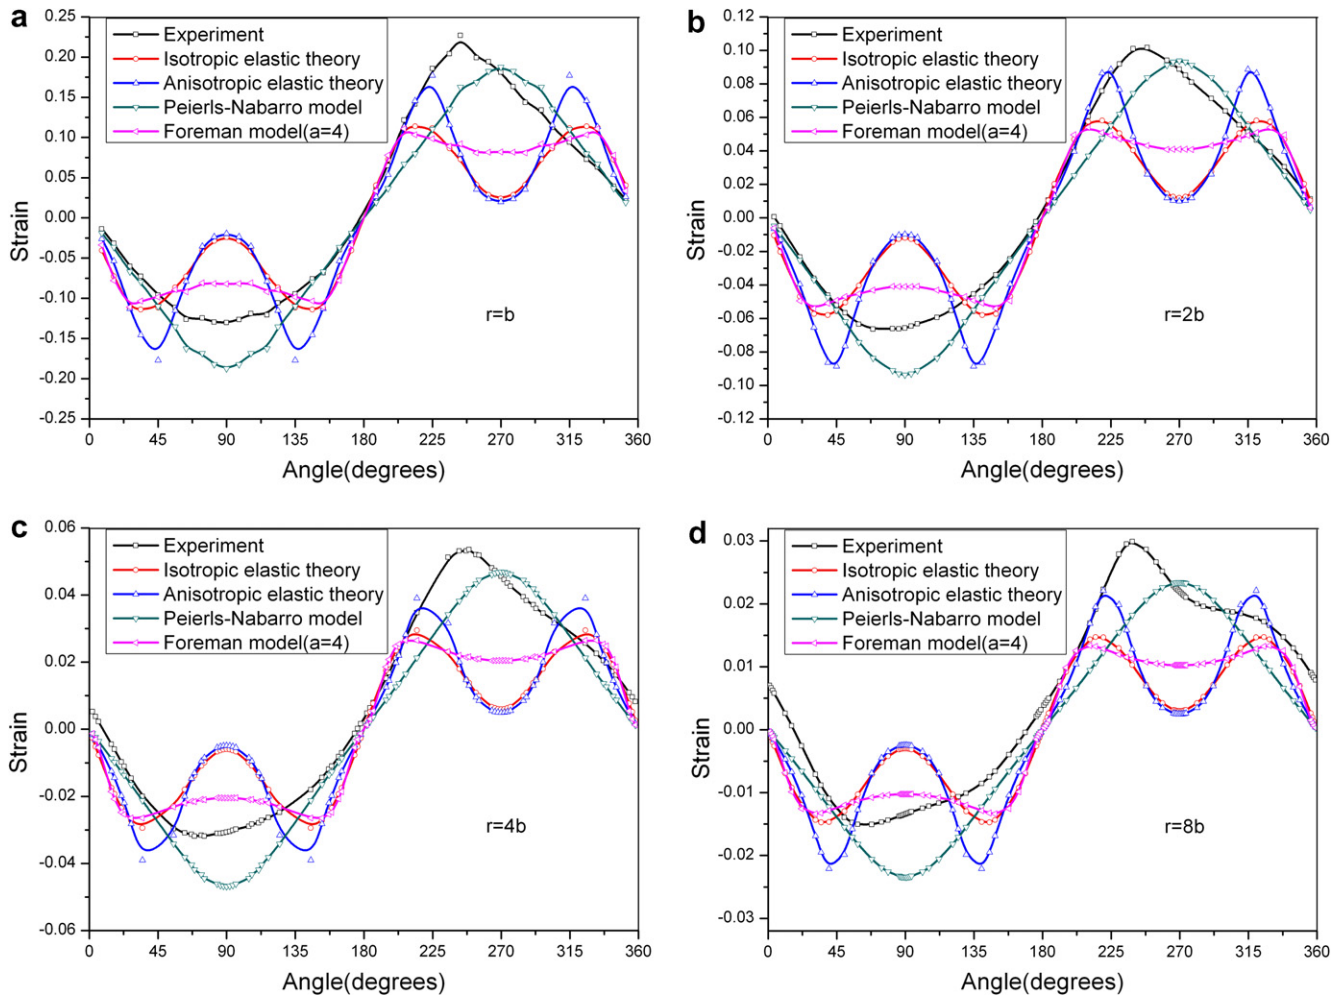 a
0.25
0.20
0.15
0.10
0.05
0.00
-0.05
-0.10
-0.15
-0.20
-0.25
Strain
Experiment
Isotropic elastic theory
Anisotropic elastic theory
Peierls-Nabarro model
Foreman model(a=4)
r=b
0 45 90 135 180 225 270 315 360
Angle(degrees)
b
0.12
0.10
0.08
0.06
0.04
0.02
0.00
-0.02
-0.04
-0.06
-0.08
-0.10
-0.12
Strain
Experiment
Isotropic elastic theory
Anisotropic elastic theory
Peierls-Nabarro model
Foreman model(a=4)
r=2b
0 45 90 135 180 225 270 315 360
Angle(degrees)
c
0.06
0.04
0.02
0.00
-0.02
-0.04
-0.06
Strain
Experiment
Isotropic elastic theory
Anisotropic elastic theory
Peierls-Nabarro model
Foreman model(a=4)
r=4b
0 45 90 135 180 225 270 315 360
Angle(degrees)
d
0.03
0.02
0.01
0.00
-0.01
-0.02
-0.03
Strain
Experiment
Isotropic elastic theory
Anisotropic elastic theory
Peierls-Nabarro model
Foreman model(a=4)
r=8b
0 45 90 135 180 225 270 315 360
Angle(degrees)